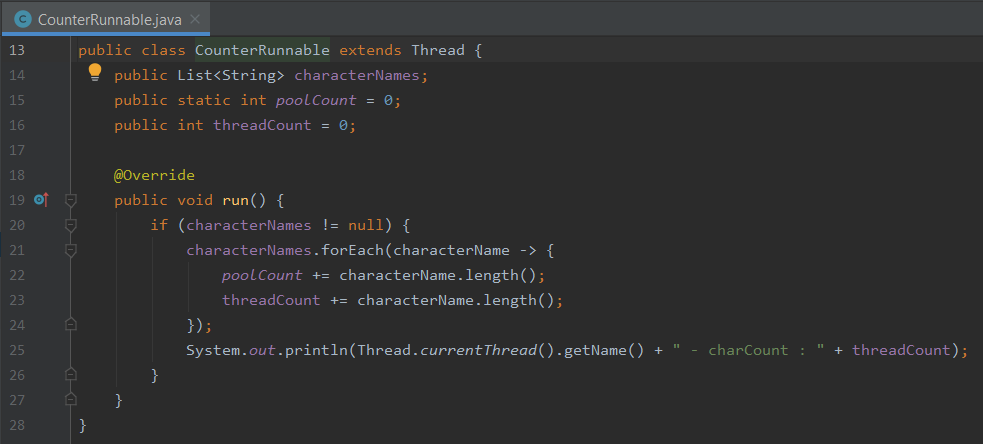 CounterRunnable.java
13 public class CounterRunnable extends Thread {
14     public List<String> characterNames;
15     public static int poolCount = 0;
16     public int threadCount = 0;
17
18     @Override
19     public void run() {
20         if (characterNames != null) {
21             characterNames.forEach(characterName -> {
22                 poolCount += characterName.length();
23                 threadCount += characterName.length();
24             });
25             System.out.println(Thread.currentThread().getName() + " - charCount : " + threadCount);
26         }
27     }
28 }